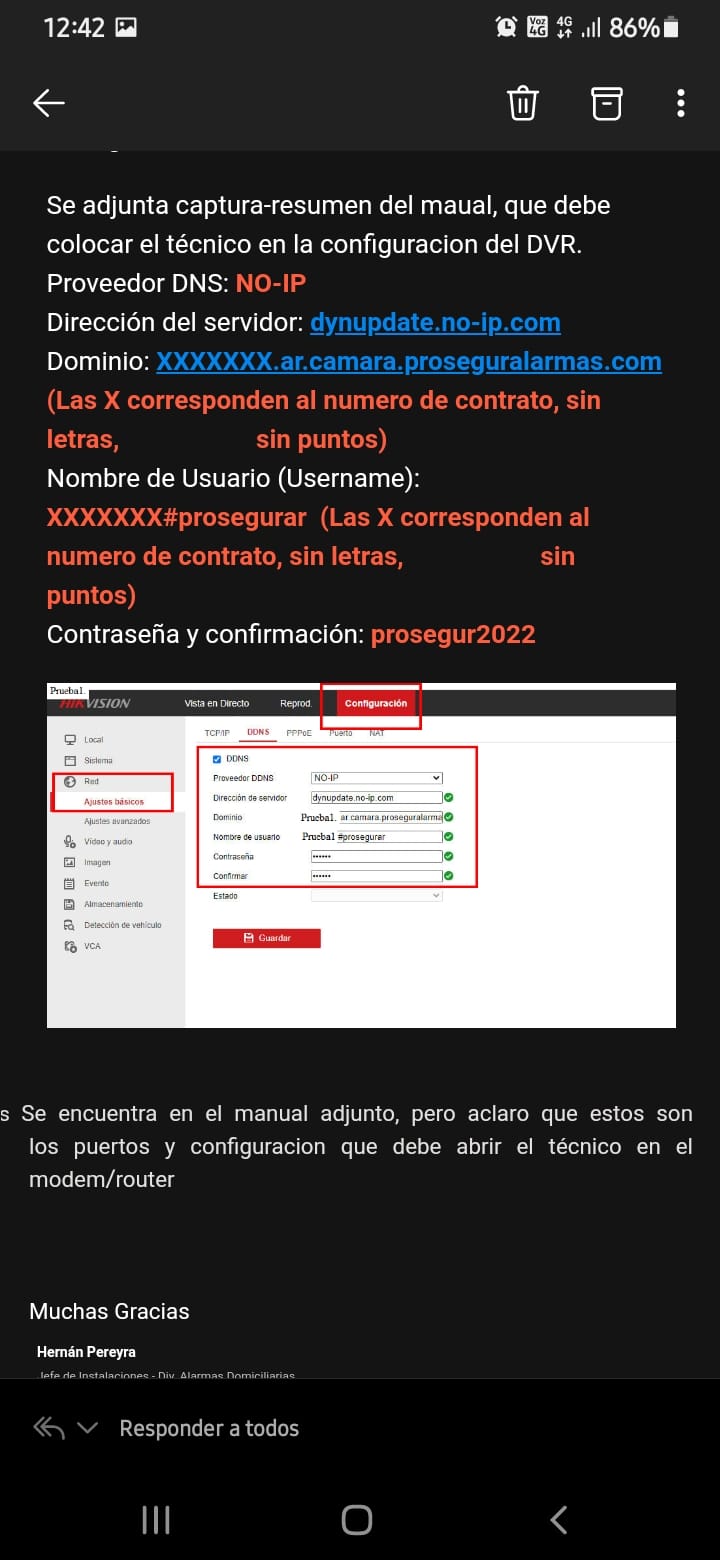 12:42
Voz 4G 4G 86%
Se adjunta captura-resumen del maual, que debe
colocar el técnico en la configuracion del DVR.
Proveedor DNS: NO-IP
Dirección del servidor: dynupdate.no-ip.com
Dominio: XXXXXXX.ar.camara.proseguralarmas.com
(Las X corresponden al numero de contrato, sin
letras, sin puntos)
Nombre de Usuario (Username):
XXXXXXX#prosegurar (Las X corresponden al
numero de contrato, sin letras, sin
puntos)
Contraseña y confirmación: prosegur2022
Prueba1.
HIKVISION Vista en Directo Reprod. Configuración
TCP/IP DDNS PPPoE Puerto NAT
Local
Sistema
Red
Ajustes básicos
Ajustes avanzados
Vídeo y audio
Imagen
Evento
Almacenamiento
Detección de vehículo
VCA
DDNS
Proveedor DDNS NO-IP
Dirección de servidor dynupdate.no-ip.com
Dominio Prueba1. ar.camara.proseguralarma
Nombre de usuario Prueba1 #prosegurar
Contraseña ••••••
Confirmar ••••••
Estado
Guardar
s Se encuentra en el manual adjunto, pero aclaro que estos son
los puertos y configuracion que debe abrir el técnico en el
modem/router
Muchas Gracias
Hernán Pereyra
Jefe de Instalaciones - Div. Alarmas Domiciliarias
Responder a todos